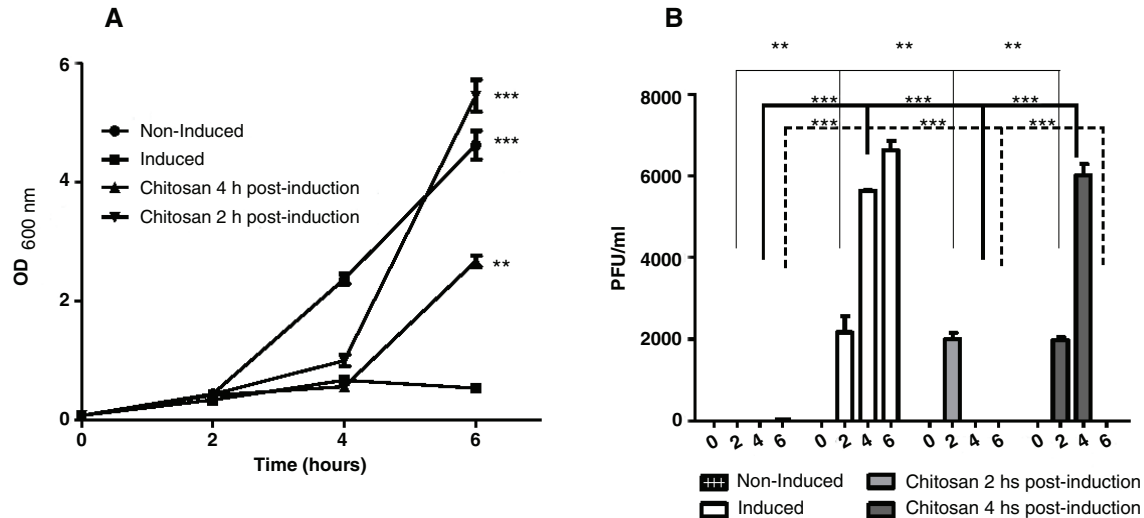 A
6
4
2
0
OD 600 nm
Non-Induced
Induced
Chitosan 4 h post-induction
Chitosan 2 h post-induction
***
***
**
0 2 4 6
Time (hours)
B
** ** **
*** *** ***
*** *** ***
8000
6000
4000
2000
0
PFU/ml
0 2 4 6 0 2 4 6 0 2 4 6 0 2 4 6
Non-Induced
Induced
Chitosan 2 hs post-induction
Chitosan 4 hs post-induction